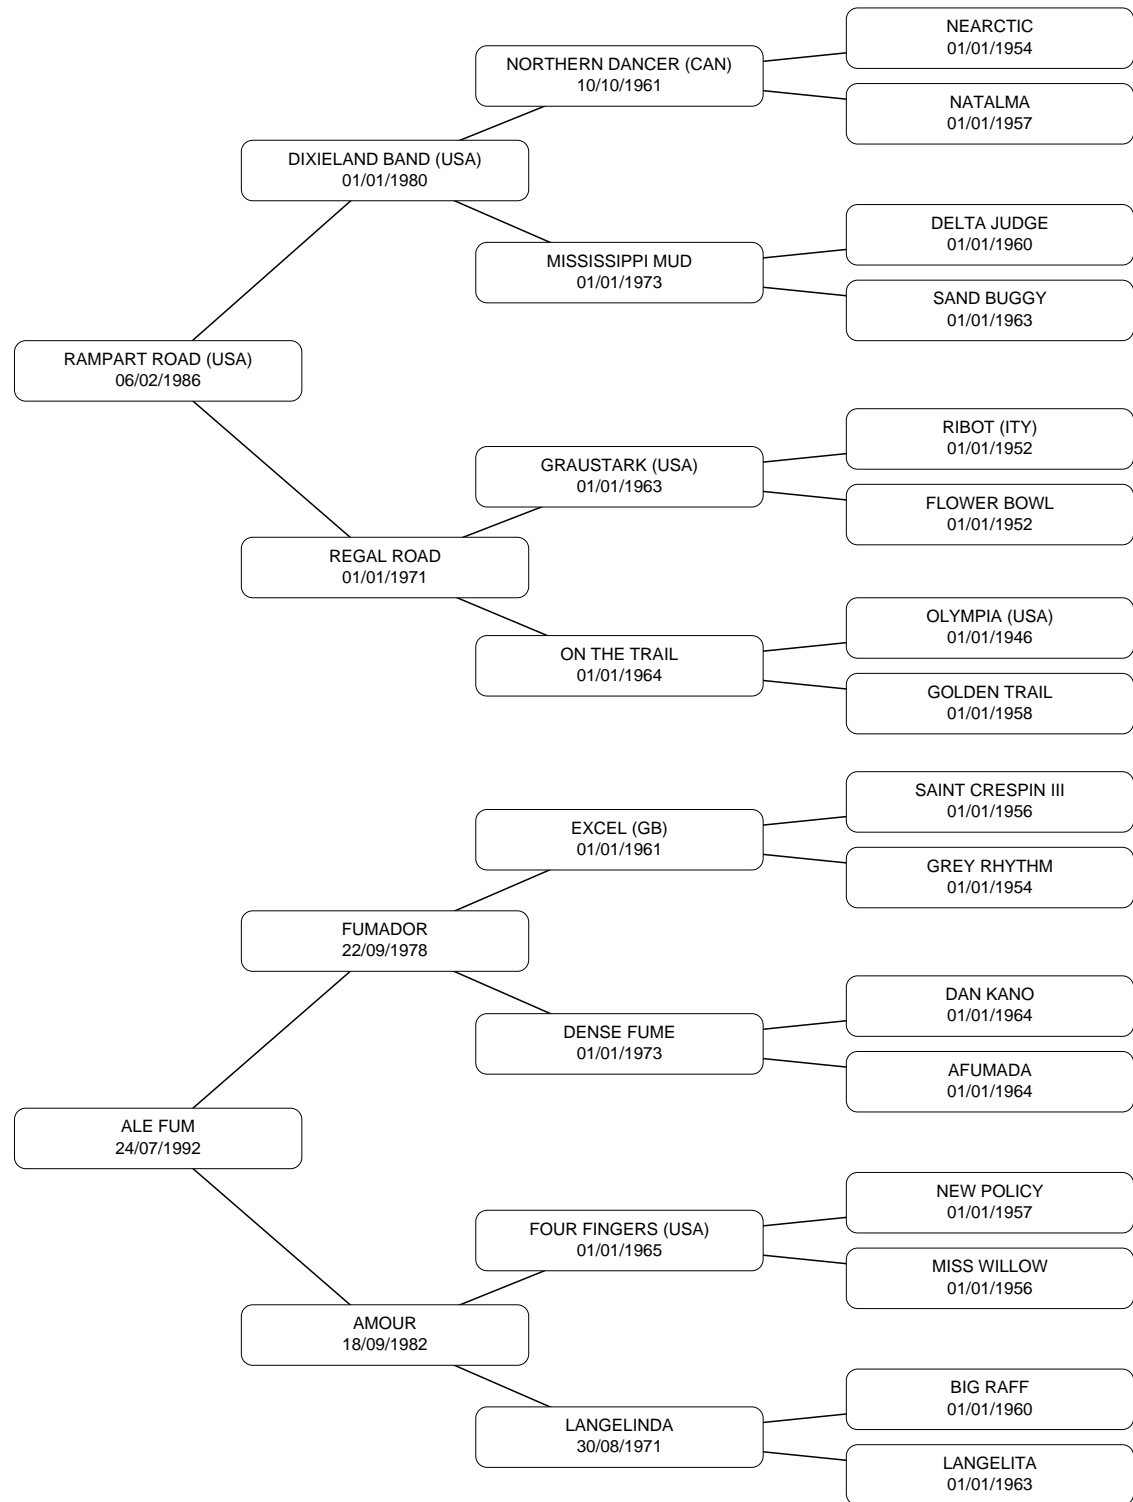 NEARCTIC
01/01/1954
NORTHERN DANCER (CAN)
10/10/1961
NATALMA
01/01/1957
DIXIELAND BAND (USA)
01/01/1980
DELTA JUDGE
01/01/1960
MISSISSIPPI MUD
01/01/1973
SAND BUGGY
01/01/1963
RAMPART ROAD (USA)
06/02/1986
RIBOT (ITY)
01/01/1952
GRAUSTARK (USA)
01/01/1963
FLOWER BOWL
01/01/1952
REGAL ROAD
01/01/1971
OLYMPIA (USA)
01/01/1946
ON THE TRAIL
01/01/1964
GOLDEN TRAIL
01/01/1958
SAINT CRESPIN III
01/01/1956
EXCEL (GB)
01/01/1961
GREY RHYTHM
01/01/1954
FUMADOR
22/09/1978
DAN KANO
01/01/1964
DENSE FUME
01/01/1973
AFUMADA
01/01/1964
ALE FUM
24/07/1992
NEW POLICY
01/01/1957
FOUR FINGERS (USA)
01/01/1965
MISS WILLOW
01/01/1956
AMOUR
18/09/1982
BIG RAFF
01/01/1960
LANGELINDA
30/08/1971
LANGELITA
01/01/1963